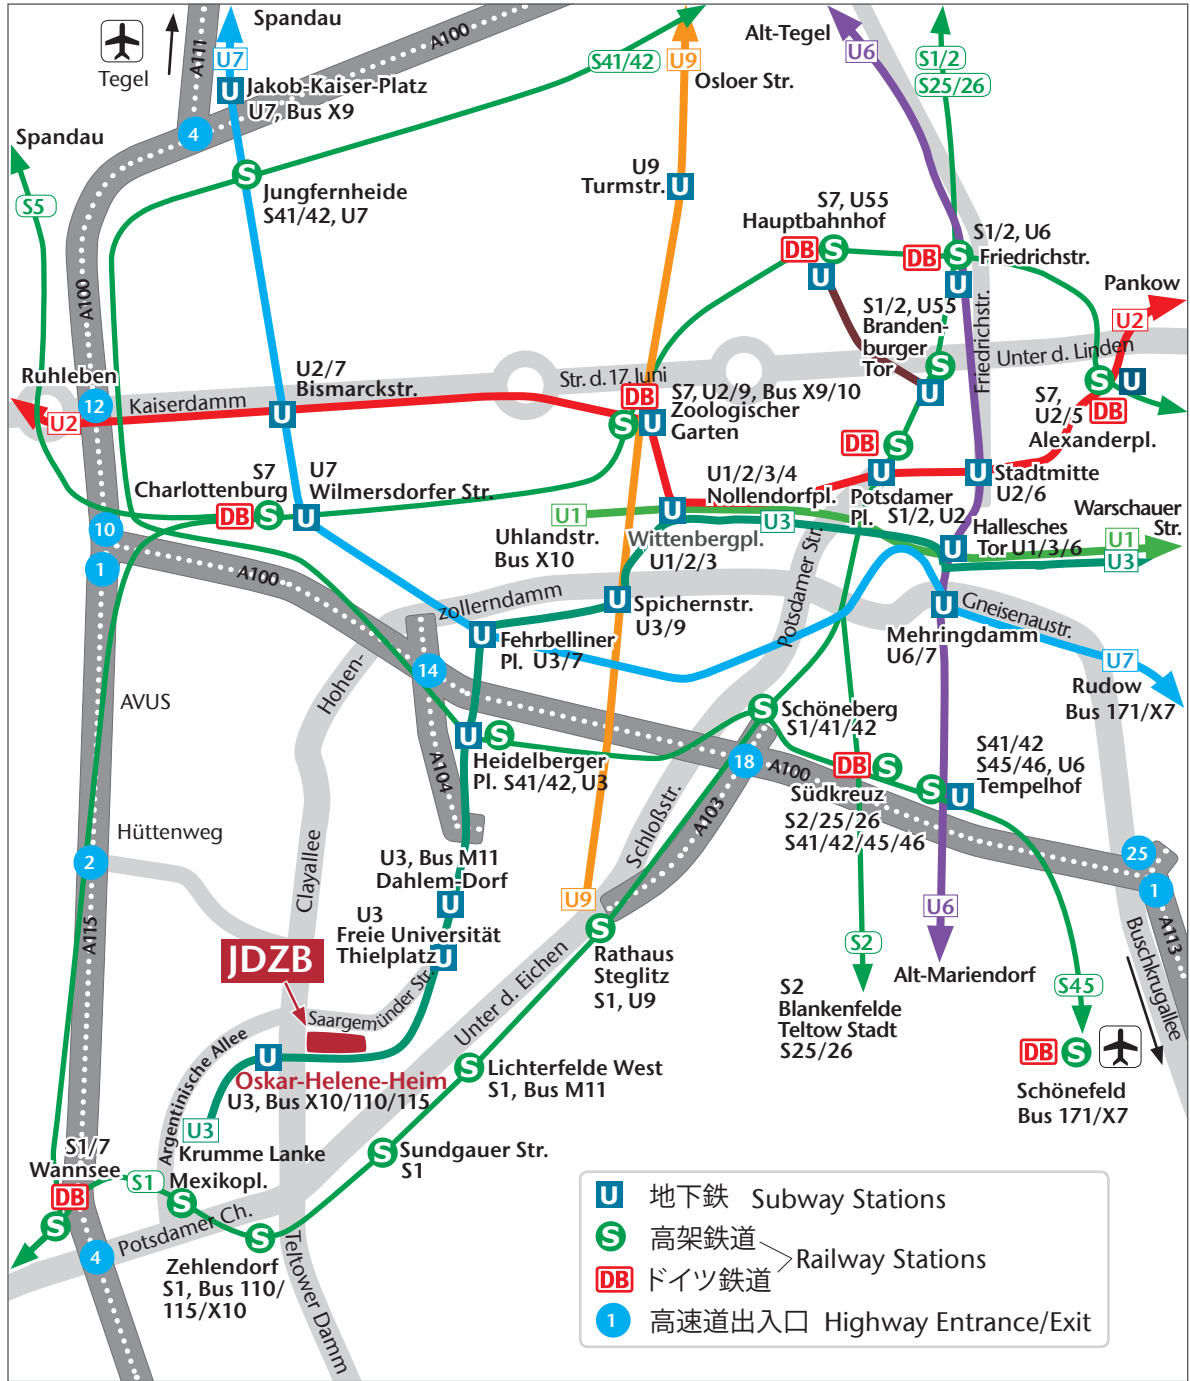 Spandau
A100
Alt-Tegel
Tegel
A111
U7
S41/42
U9
U6
S1/2
S25/26
Osloer Str.
Jakob-Kaiser-Platz
U7, Bus X9
4
Spandau
S5
Jungfernheide
S41/42, U7
U9
Turmstr.
S7, U55
Hauptbahnhof
DB
S
U
S1/2, U6
Friedrichstr.
DB
S
U
Pankow
U2
A100
S1/2, U55
Branden-
burger
Tor
Friedrichstr.
Unter d. Linden
Ruhleben
12
U2
Kaiserdamm
U2/7
Bismarckstr.
Str. d. 17. Juni
DB
S7, U2/9, Bus X9/10
Zoologischer
Garten
S7,
U2/5
DB
Alexanderpl.
S7
Charlottenburg
DB
S
U7
Wilmersdorfer Str.
U1/2/3/4
Nollendorfpl.
DB
S
Potsdamer
Pl.
S1/2, U2
Stadtmitte
U2/6
10
1
A100
U1
Uhlandstr.
Bus X10
Wittenbergpl.
U1/2/3
U3
Potsdamer Str.
Hallesches
Tor U1/3/6
Warschauer
Str.
U1
U3
Hohen-
zollerndamm
Spichernstr.
U3/9
Fehrbelliner
Pl. U3/7
Gneisenaustr.
Mehringdamm
U6/7
U7
Rudow
Bus 171/X7
14
AVUS
Heidelberger
Pl. S41/42, U3
A104
Schöneberg
S1/41/42
18
A100
DB
S
Südkreuz
S2/25/26
S41/42/45/46
S41/42
S45/46, U6
Tempelhof
Hüttenweg
2
Clayallee
Schloßstr.
A103
25
1
U3, Bus M11
Dahlem-Dorf
U3
Freie Universität
Thielplatz
U9
U6
Alt-Mariendorf
A115
A113
Buschkrugallee
JDZB
Saargemünder Str.
Unter d. Eichen
Rathaus
Steglitz
S1, U9
S2
S2
Blankenfelde
Teltow Stadt
S25/26
S45
DB
S
Schönefeld
Bus 171/X7
Argentinische Allee
Oskar-Helene-Heim
U3, Bus X10/110/115
Lichterfelde West
S1, Bus M11
U3
Krumme Lanke
Sundgauer Str.
S1
S1/7
Wannsee
DB
S
S1
Mexikopl.
4
Potsdamer Ch.
Zehlendorf
S1, Bus 110/
115/X10
Teltower Damm
U 地下鉄 Subway Stations
S 高架鉄道
Railway Stations
DB ドイツ鉄道
1 高速道出入口 Highway Entrance/Exit